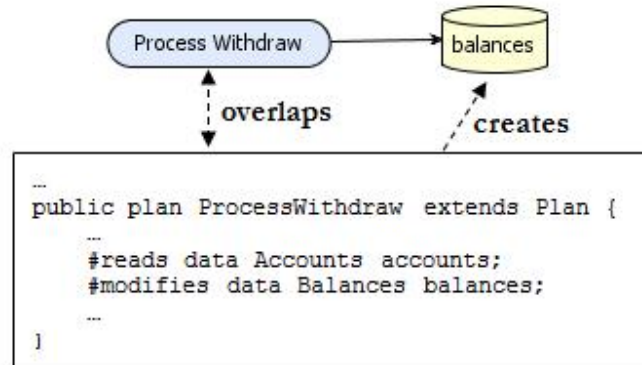 Process Withdraw
balances
overlaps
creates
…
public plan ProcessWithdraw extends Plan {
…
#reads data Accounts accounts;
#modifies data Balances balances;
…
}